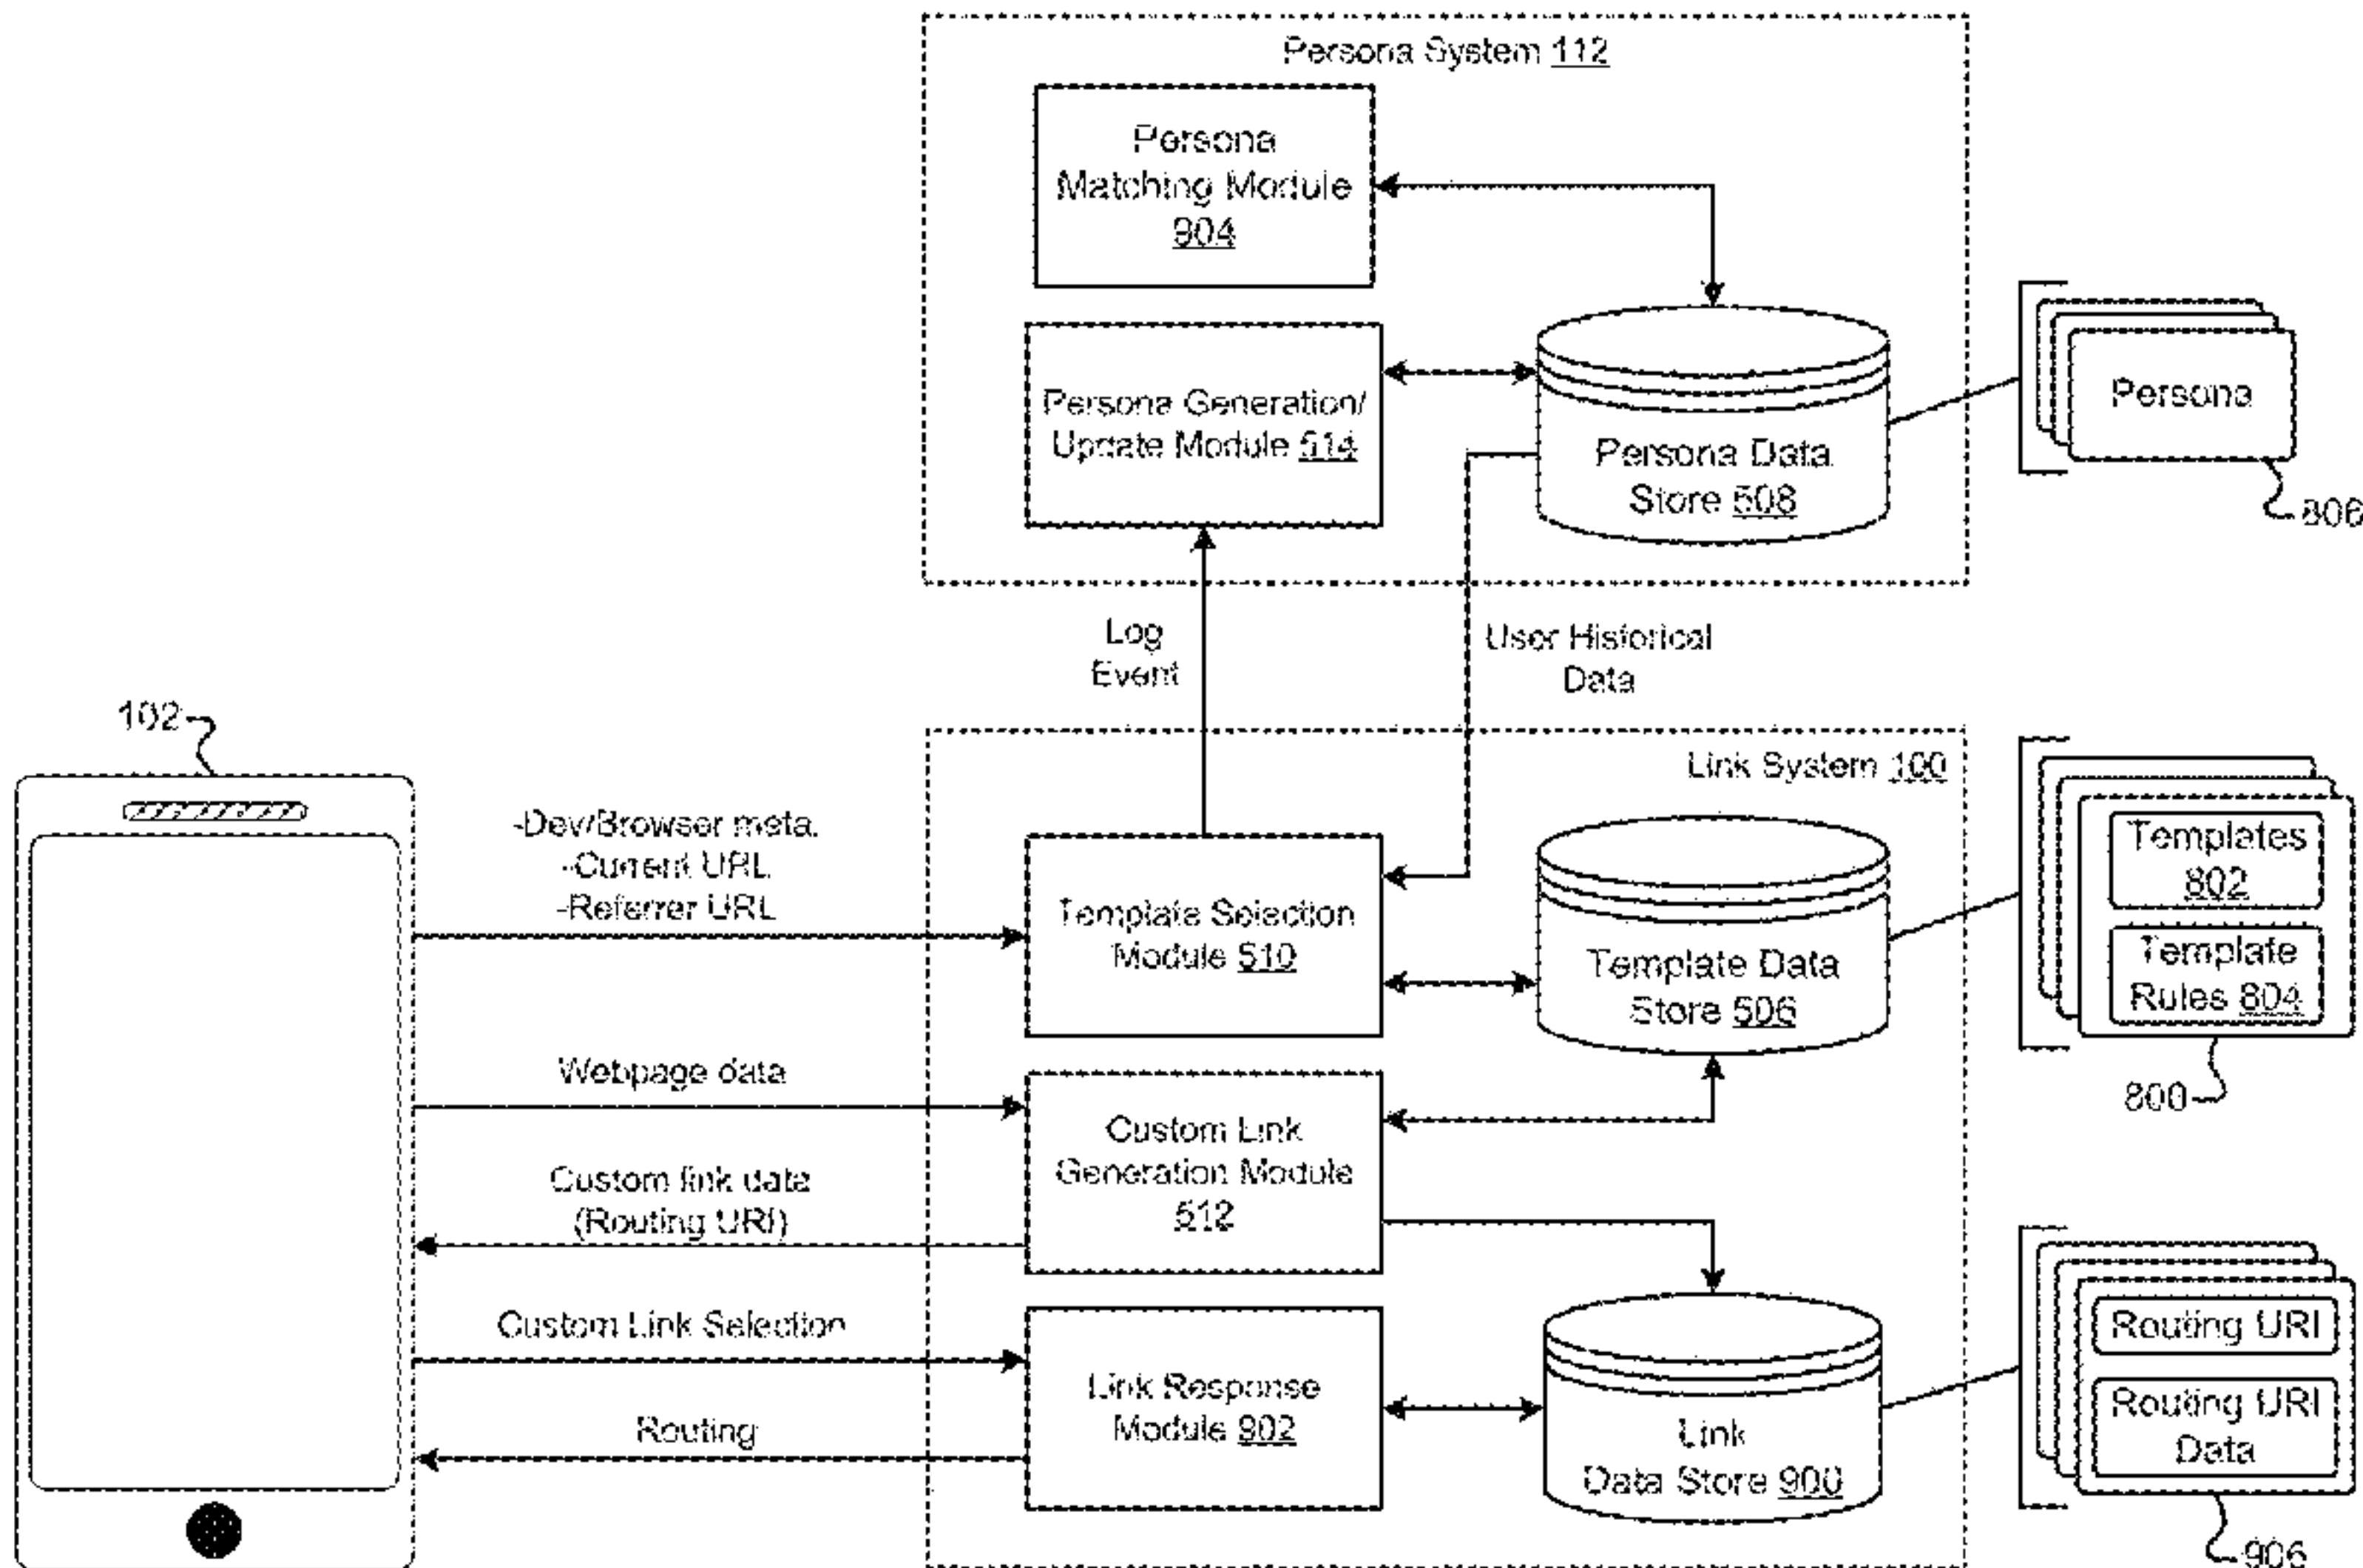 Persona System 112
Persona
Matching Module
904
Persona Generation/
Update Module 514
Persona Data
Store 508
Persona
806
Log
Event
User Historical
Data
102
Link System 100
-Dev/Browser meta.
-Current URL
-Referrer URL
Template Selection
Module 510
Template Data
Store 506
Templates
802
Template
Rules 804
800
Webpage data
Custom Link
Generation Module
512
Custom link data
(Routing URI)
Custom Link Selection
Link Response
Module 902
Routing
Link
Data Store 900
Routing URI
Routing URI
Data
906